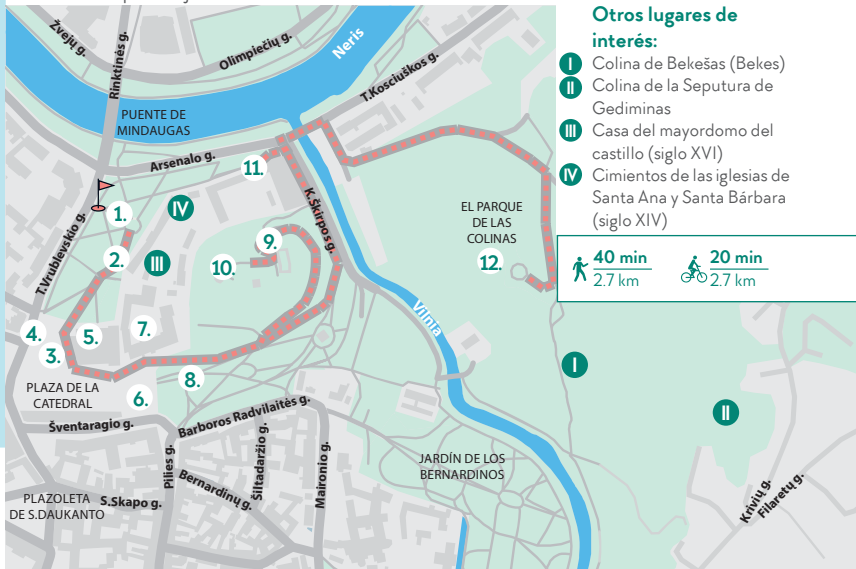 Žvejų g.
Rinktinės g.
Olimpiečių g.
Neris
T.Kosciuškos g.
PUENTE DE
MINDAUGAS
Arsenalo g.
11.
K.Škirpos g.
1.
IV
T.Vrublevskio g.
2.
III
9.
10.
EL PARQUE
DE LAS
COLINAS
12.
Vilnia
4.
3.
5.
7.
8.
6.
PLAZA DE LA
CATEDRAL
Šventaragio g.
Barboros Radvilaitės g.
Pilies g.
Bernardinų g.
Šiltadaržio g.
Maironio g.
JARDÍN DE LOS
BERNARDINOS
PLAZOLETA
DE S.DAUKANTO
S.Skapo g.
I
II
Krivių g.
Filaretų g.
Otros lugares de
interés:
I Colina de Bekešas (Bekes)
II Colina de la Seputura de
Gediminas
III Casa del mayordomo del
castillo (siglo XVI)
IV Cimientos de las iglesias de
Santa Ana y Santa Bárbara
(siglo XIV)
40 min
2.7 km
20 min
2.7 km